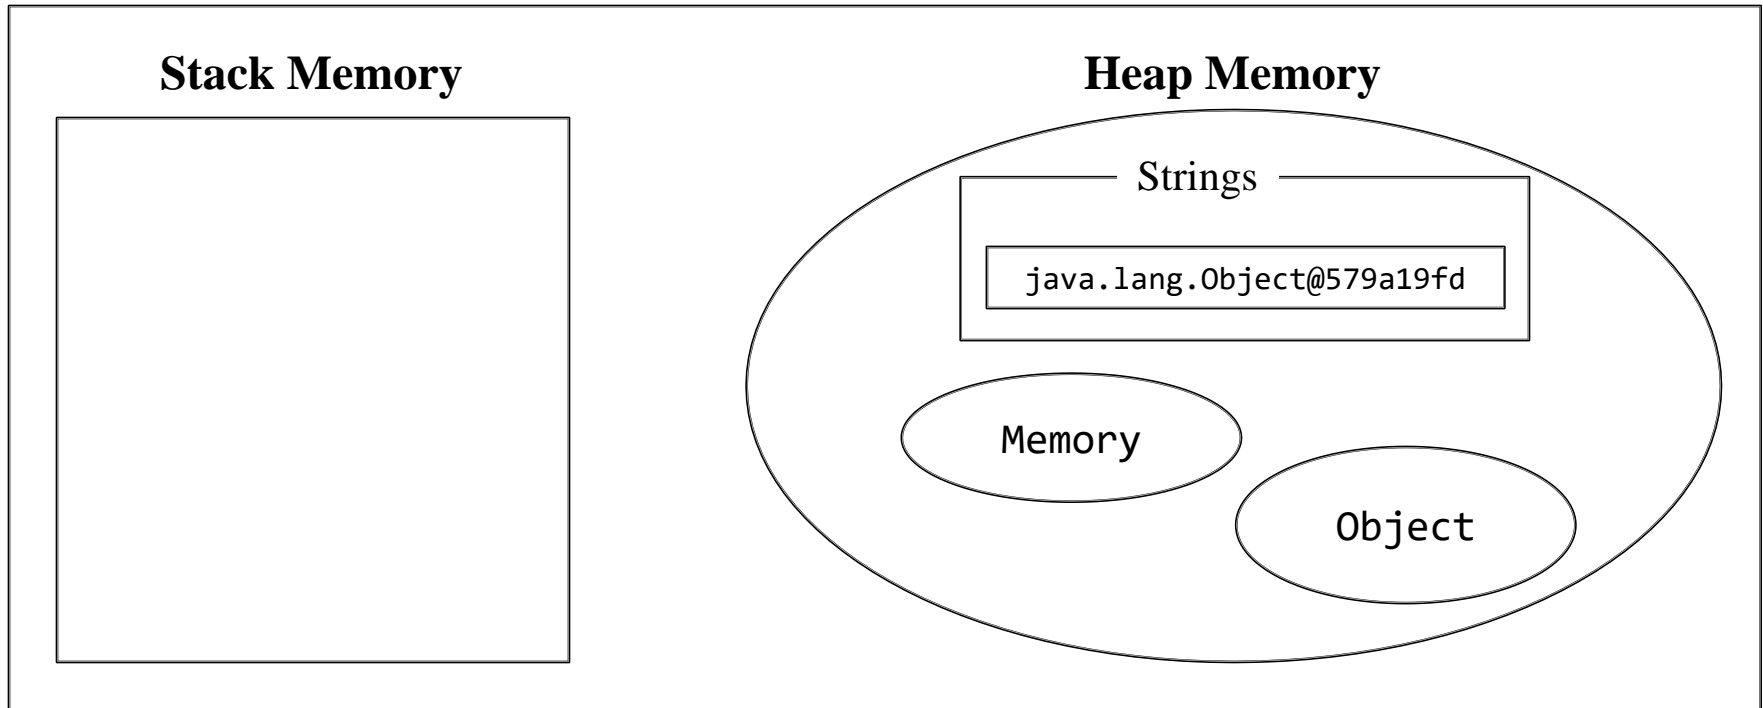 Stack Memory
Heap Memory
Strings
java.lang.Object@579a19fd
Memory
Object